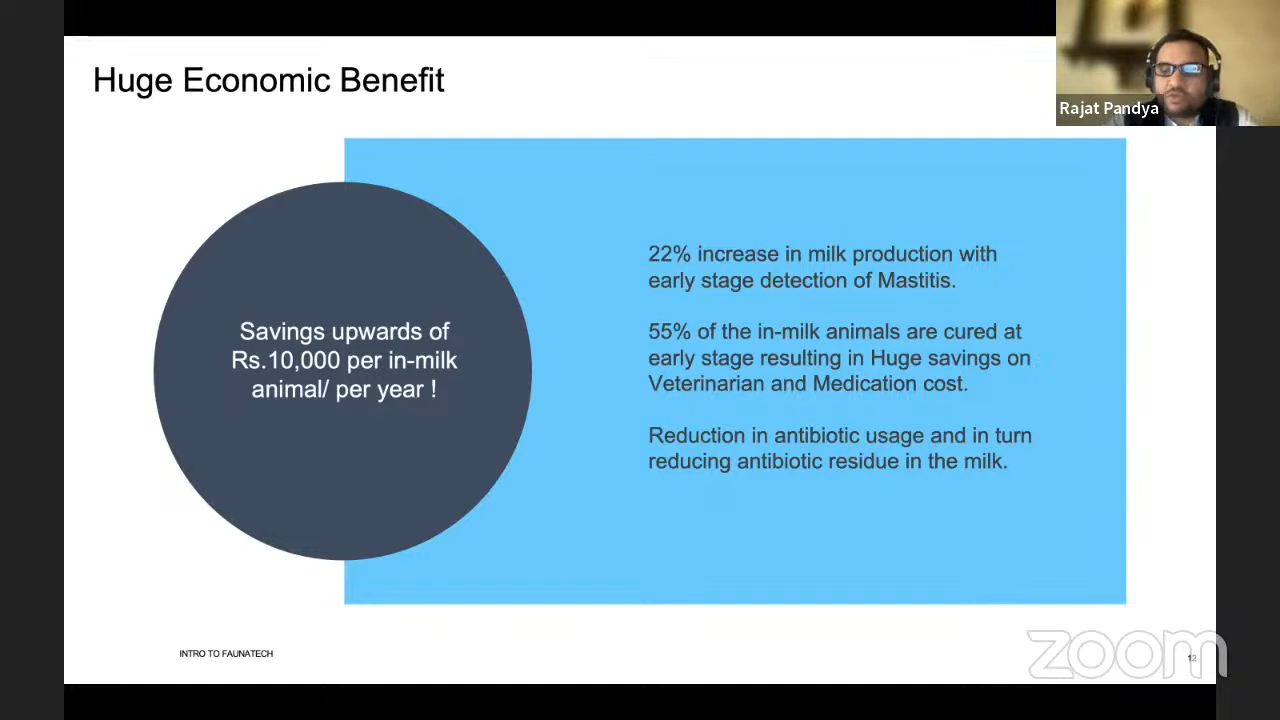 Huge Economic Benefit
Rajat Pandya
Savings upwards of
Rs.10,000 per in-milk
animal/ per year !
22% increase in milk production with
early stage detection of Mastitis.
55% of the in-milk animals are cured at
early stage resulting in Huge savings on
Veterinarian and Medication cost.
Reduction in antibiotic usage and in turn
reducing antibiotic residue in the milk.
INTRO TO FAUNATECH
12
zoom